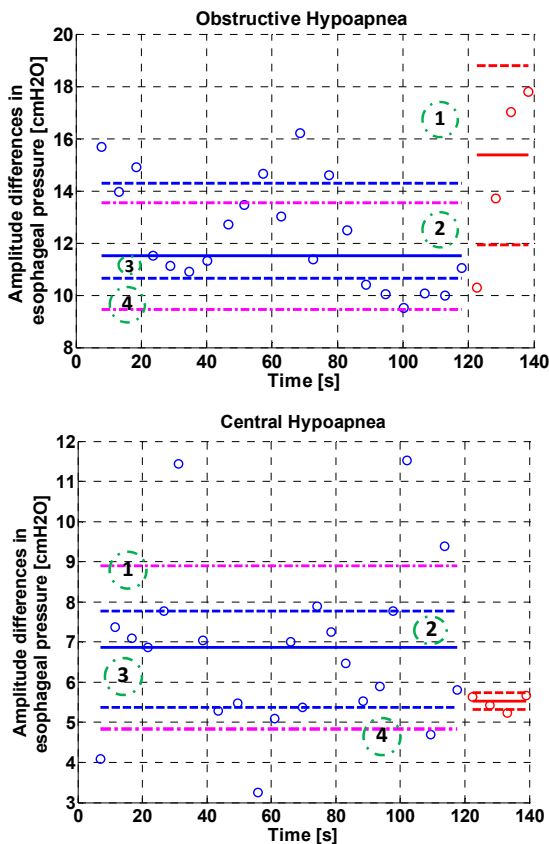 Obstructive Hypoapnea
Amplitude differences in
esophageal pressure [cmH2O]
20
18
16
14
12
10
8
1
2
3
4
0 20 40 60 80 100 120 140
Time [s]
Central Hypoapnea
Amplitude differences in
esophageal pressure [cmH2O]
12
11
10
9
8
7
6
5
4
3
1
2
3
4
0 20 40 60 80 100 120 140
Time [s]